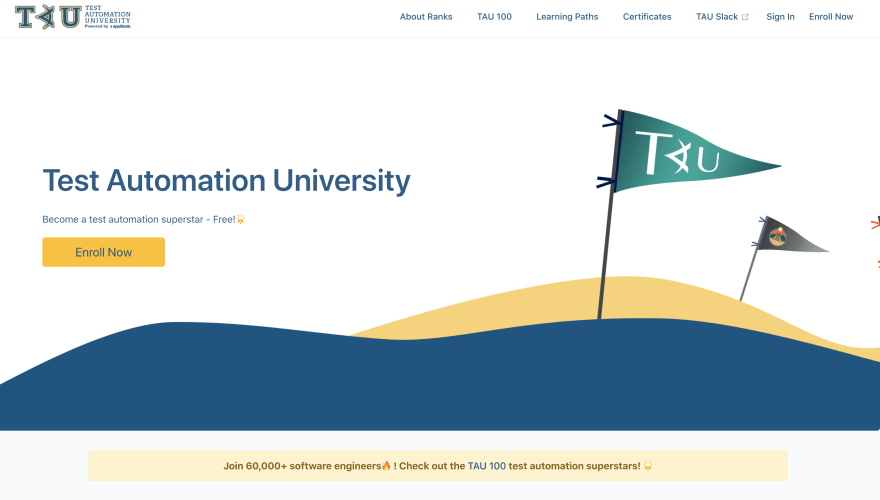 TAU TEST
AUTOMATION
UNIVERSITY
Powered by applitools
About Ranks
TAU 100
Learning Paths
Certificates
TAU Slack
Sign In
Enroll Now
TAU
Test Automation University
Become a test automation superstar - Free!
Enroll Now
Join 60,000+ software engineers🔥 ! Check out the TAU 100 test automation superstars!